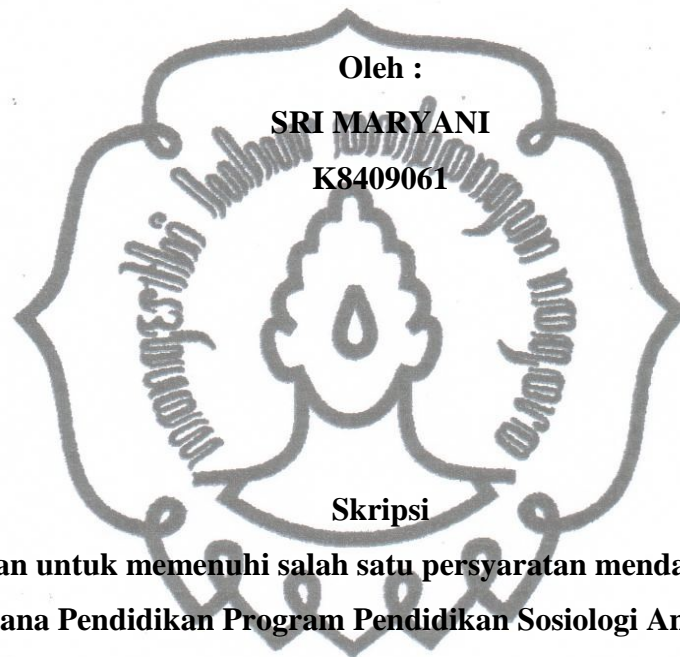 Oleh :
SRI MARYANI
K8409061
Skripsi
an untuk memenuhi salah satu persyaratan menda
ana Pendidikan Program Pendidikan Sosiologi An